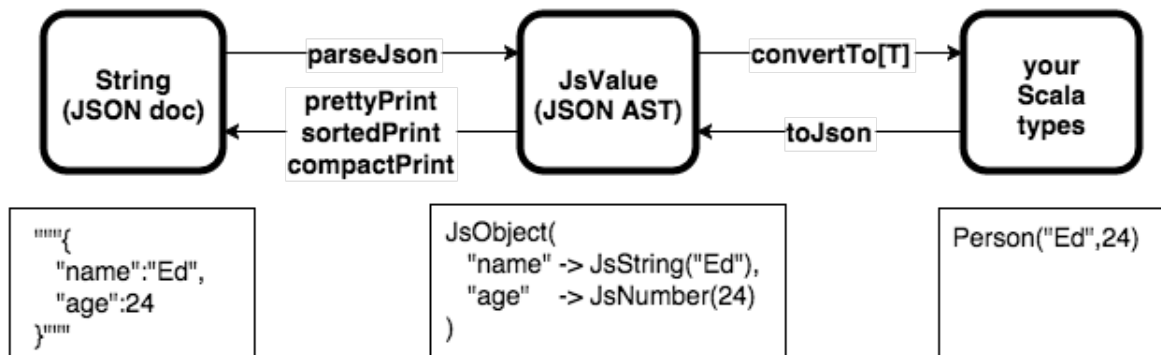 String
(JSON doc)
parseJson
prettyPrint
sortedPrint
compactPrint
JsValue
(JSON AST)
convertTo[T]
toJson
your
Scala
types
"""{
"name":"Ed",
"age":24
}"""
JsObject(
"name" -> JsString("Ed"),
"age" -> JsNumber(24)
)
Person("Ed",24)